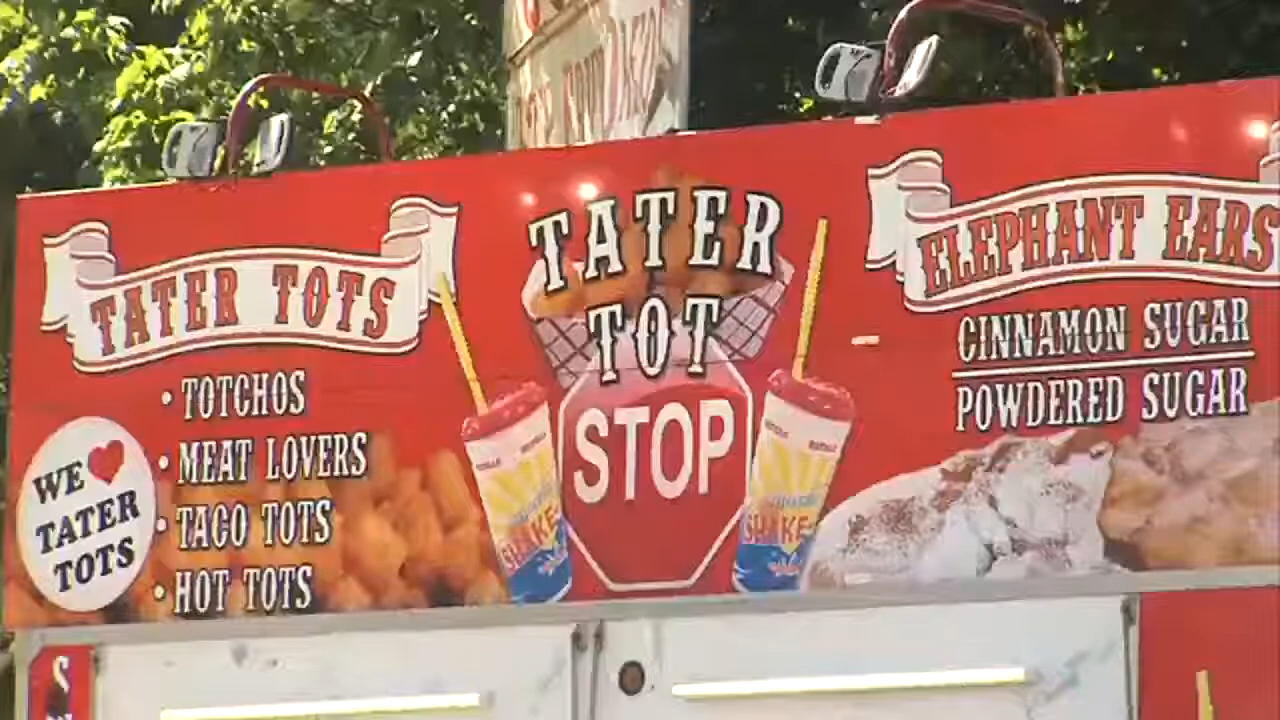 TATER TOTS
• TOTCHOS
• MEAT LOVERS
• TACO TOTS
• HOT TOTS
WE ❤
TATER
TOTS
TATER
TOT
STOP
SHAKE
SHAKE
ELEPHANT EARS
CINNAMON SUGAR
POWDERED SUGAR